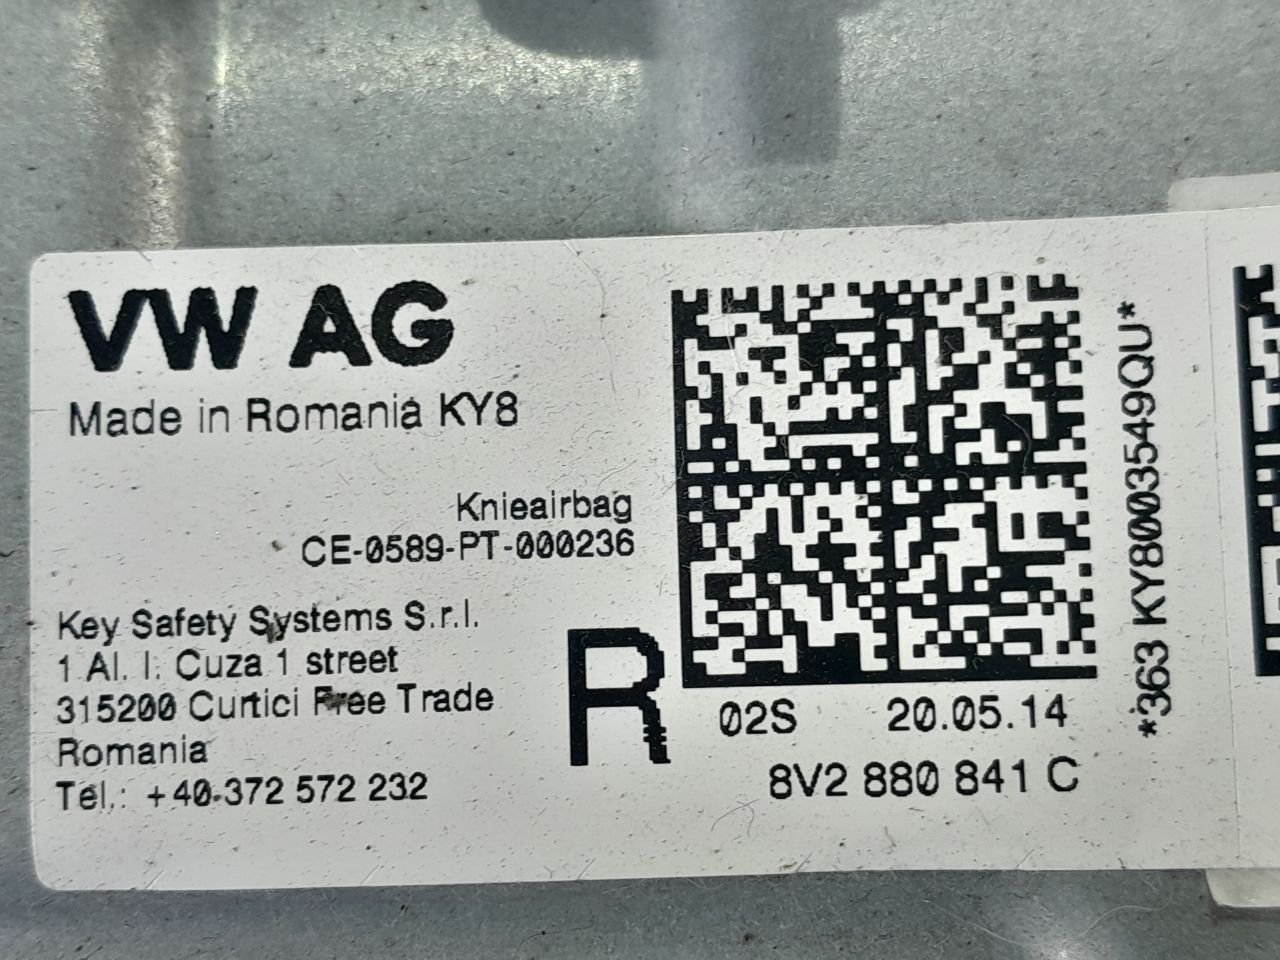 VW AG
Made in Romania KY8
Knieairbag
CE-0589-PT-000236
Key Safety Systems S.r.l.
1 Al. I. Cuza 1 street
315200 Curtici Free Trade
Romania
Tel.: +40.372 572 232
R
02S 20.05.14
8V2 880 841 C
*363 KY80003549QU*